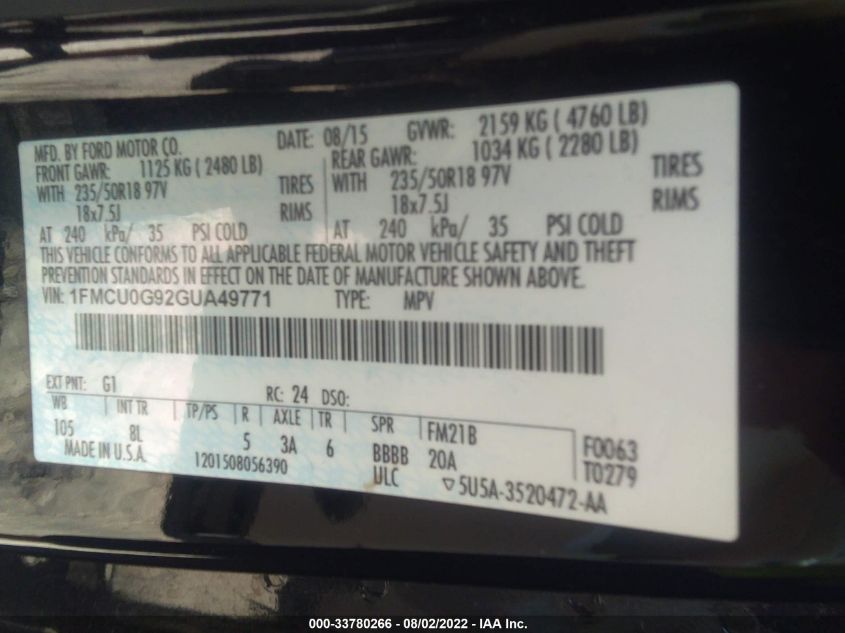 MFD. BY FORD MOTOR CO. DATE: 08/15 GVWR: 2159 KG ( 4760 LB)
FRONT GAWR: 1125 KG ( 2480 LB) REAR GAWR: 1034 KG ( 2280 LB)
WITH 235/50R18 97V TIRES WITH 235/50R18 97V TIRES
18x7.5J RIMS 18x7.5J RIMS
AT 240 kPa/ 35 PSI COLD AT 240 kPa/ 35 PSI COLD
THIS VEHICLE CONFORMS TO ALL APPLICABLE FEDERAL MOTOR VEHICLE SAFETY AND THEFT
PREVENTION STANDARDS IN EFFECT ON THE DATE OF MANUFACTURE SHOWN ABOVE.
VIN: 1FMCU0G92GUA49771 TYPE: MPV
EXT PNT: G1 RC: 24 DSO:
WB INT TR TP/PS R AXLE TR SPR FM21B F0063
105 8L 5 3A 6 BBBB 20A T0279
MADE IN U.S.A. 1201508056390 ULC ▽5U5A-3520472-AA
000-33780266 - 08/02/2022 - IAA Inc.